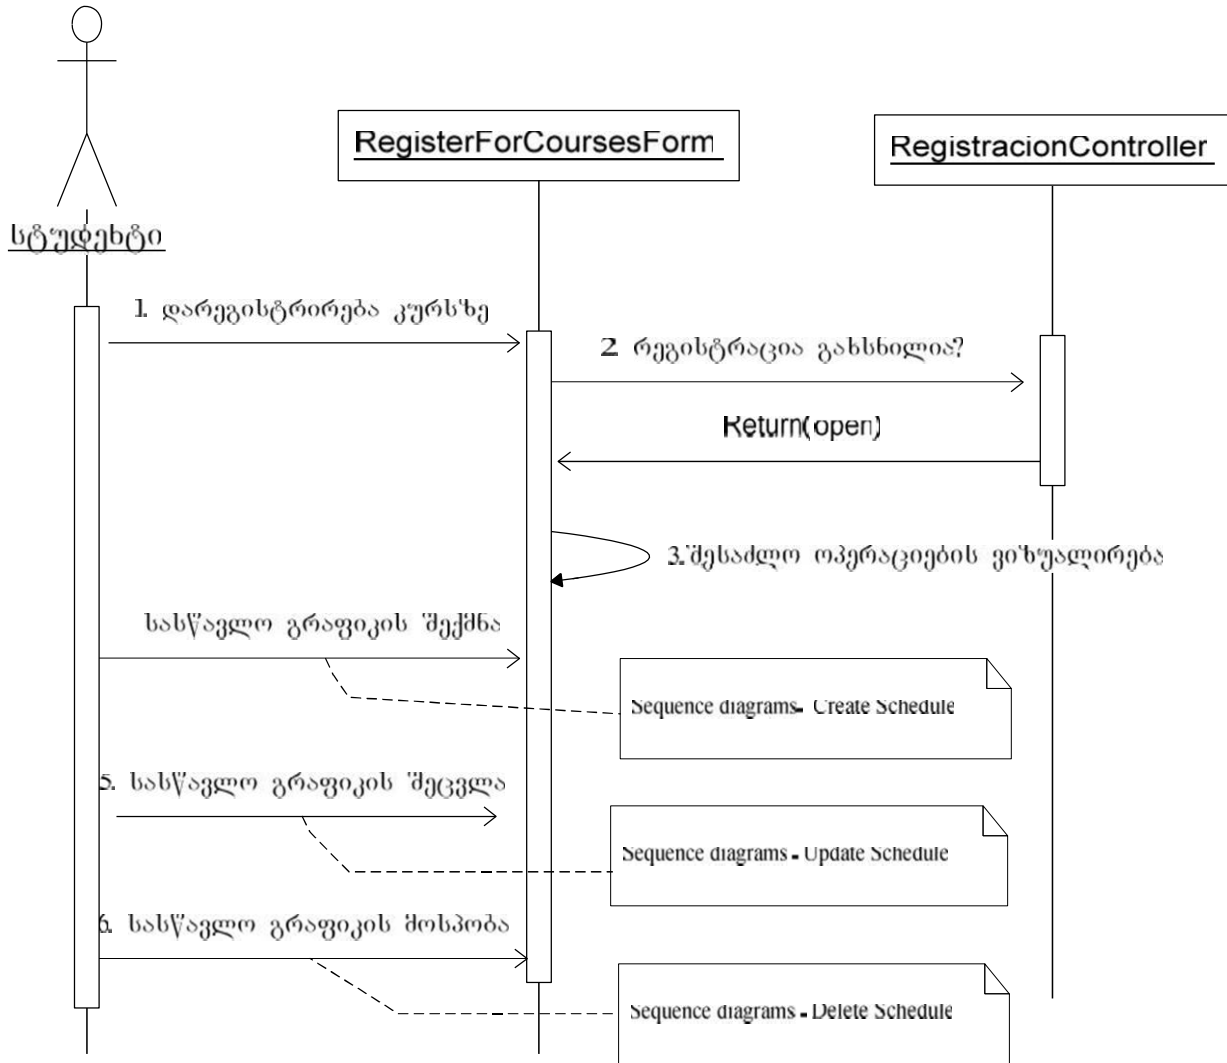 RegisterForCoursesForm
RegistracionController
სტუდენტი
1. დარეგისტრირება კურსზე
2 რეგისტრაცია გახსნილია?
Return(open)
3.შესაძლო ოპერაციების ვიზუალირება
სასწავლო გრაფიკის შექმნა
Sequence diagrams- Create Schedule
5. სასწავლო გრაფიკის შეცვლა
Sequence diagrams - Update Schedule
6. სასწავლო გრაფიკის მოსპობა
Sequence diagrams - Delete Schedule